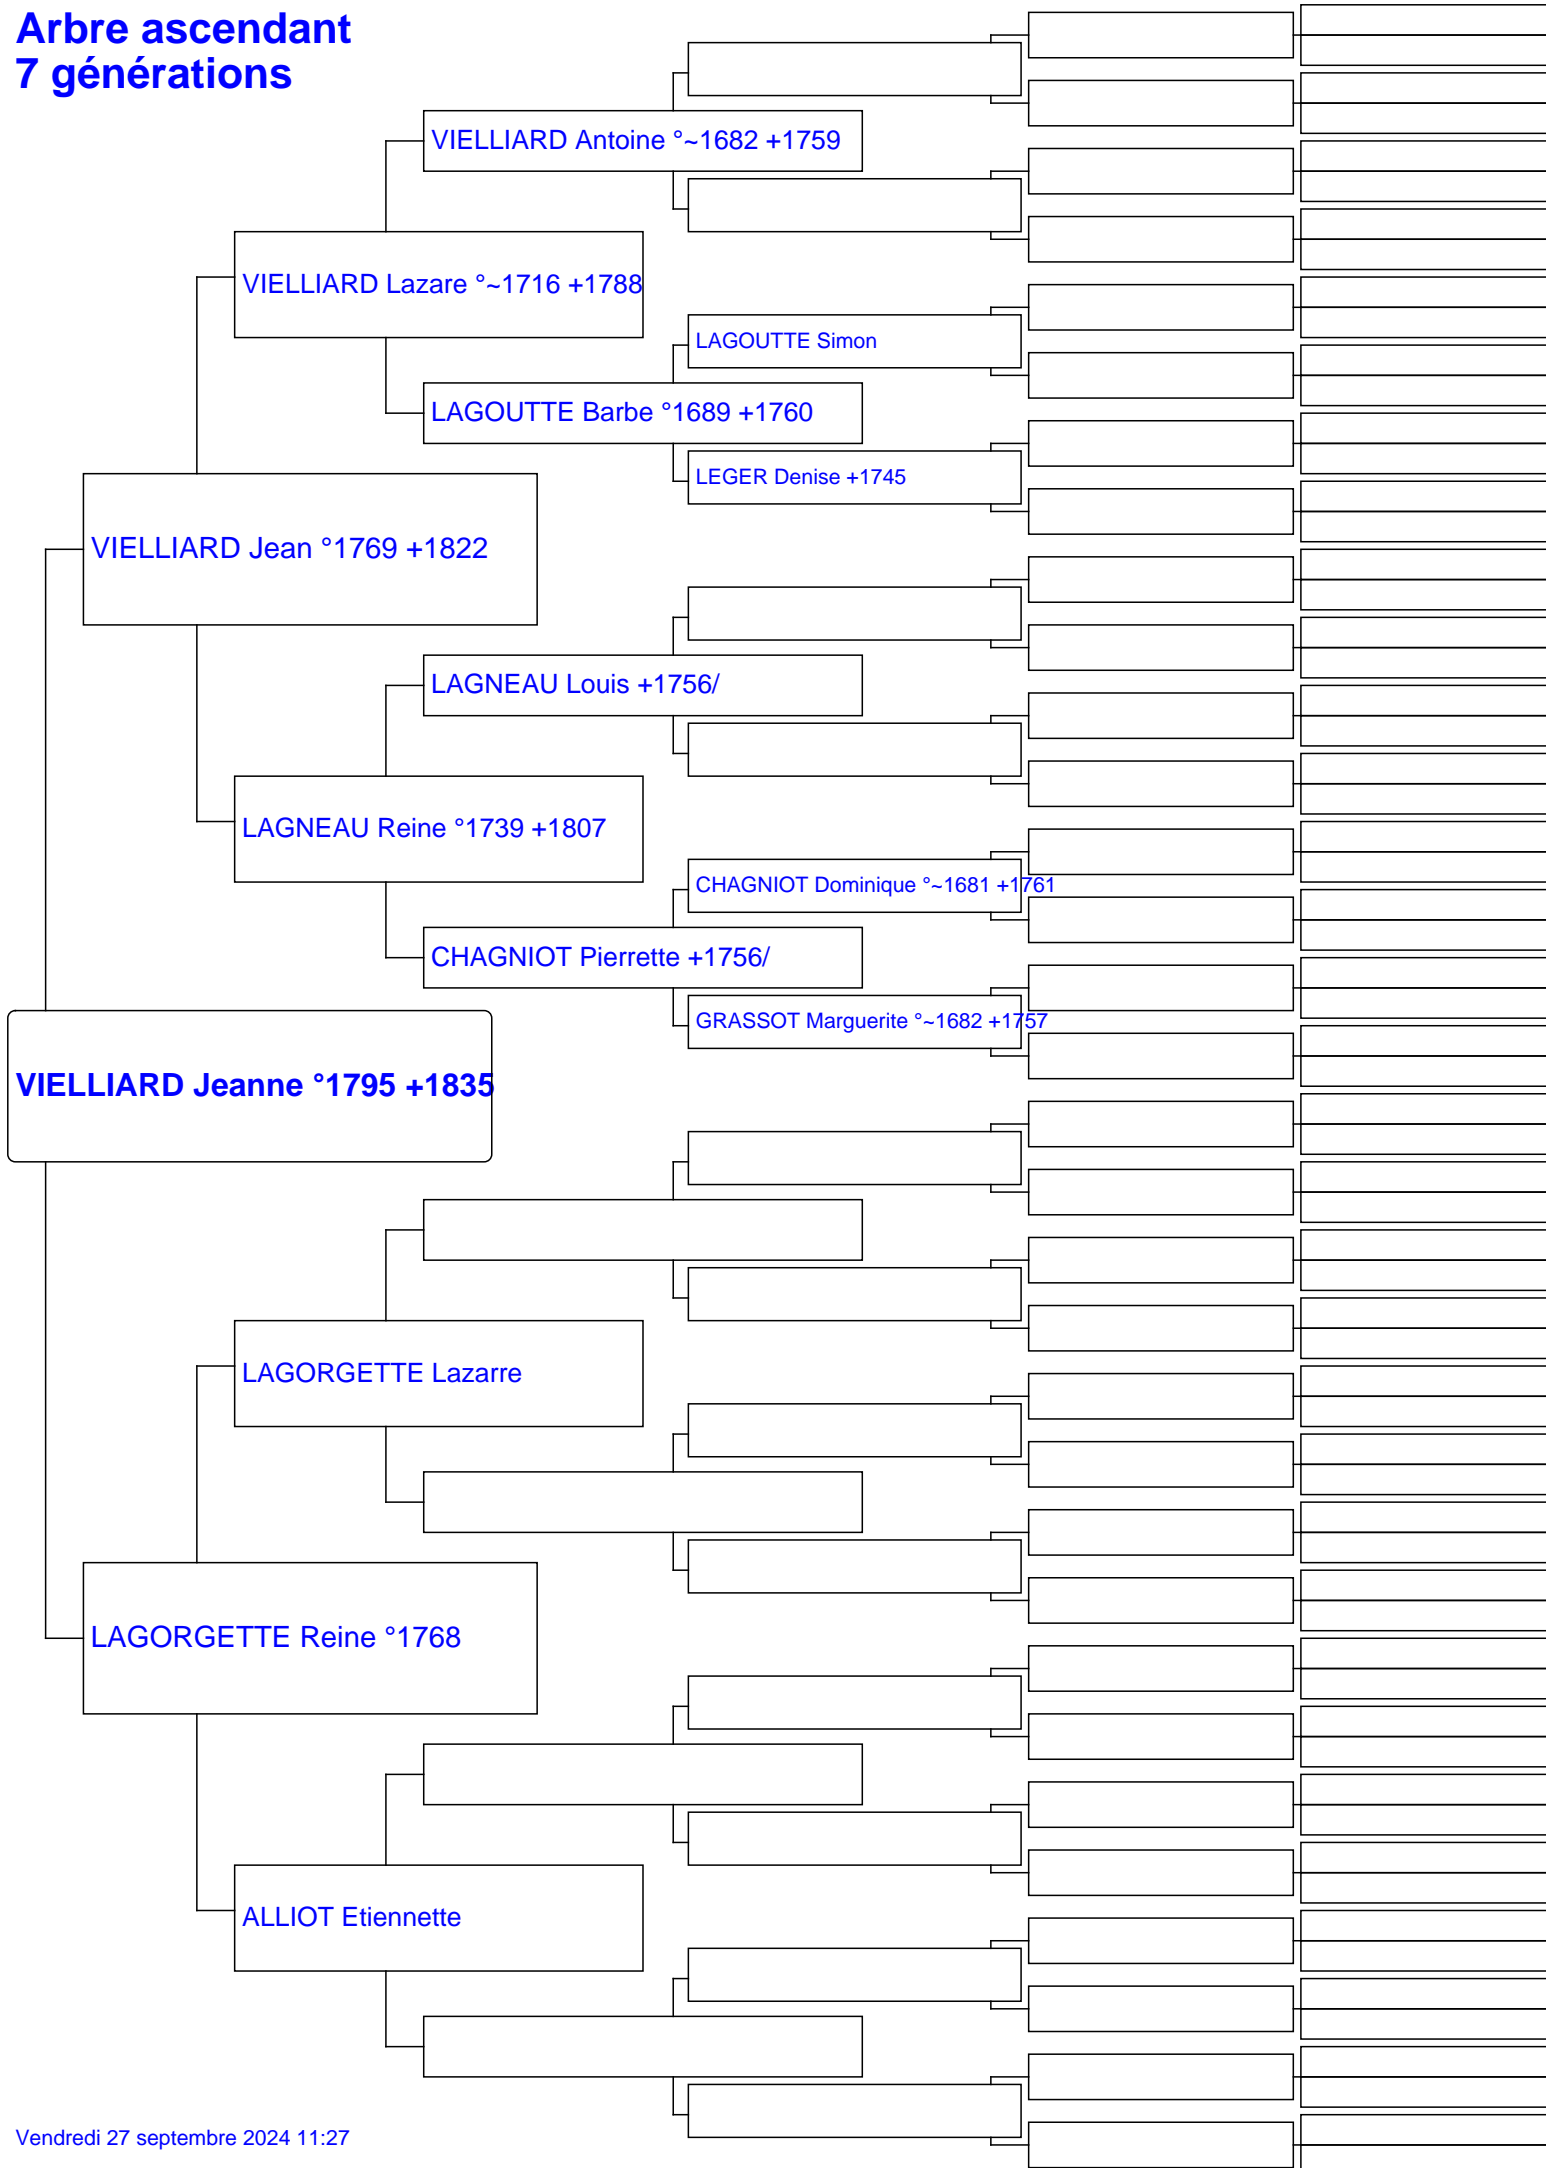 Arbre ascendant
7 générations
VIELLIARD Antoine °~1682 +1759
VIELLIARD Lazare °~1716 +1788
LAGOUTTE Simon
LAGOUTTE Barbe °1689 +1760
LEGER Denise +1745
VIELLIARD Jean °1769 +1822
LAGNEAU Louis +1756/
LAGNEAU Reine °1739 +1807
CHAGNIOT Dominique °~1681 +1761
CHAGNIOT Pierrette +1756/
GRASSOT Marguerite °~1682 +1757
VIELLIARD Jeanne °1795 +1835
LAGORGETTE Lazarre
LAGORGETTE Reine °1768
ALLIOT Etiennette
Vendredi 27 septembre 2024 11:27